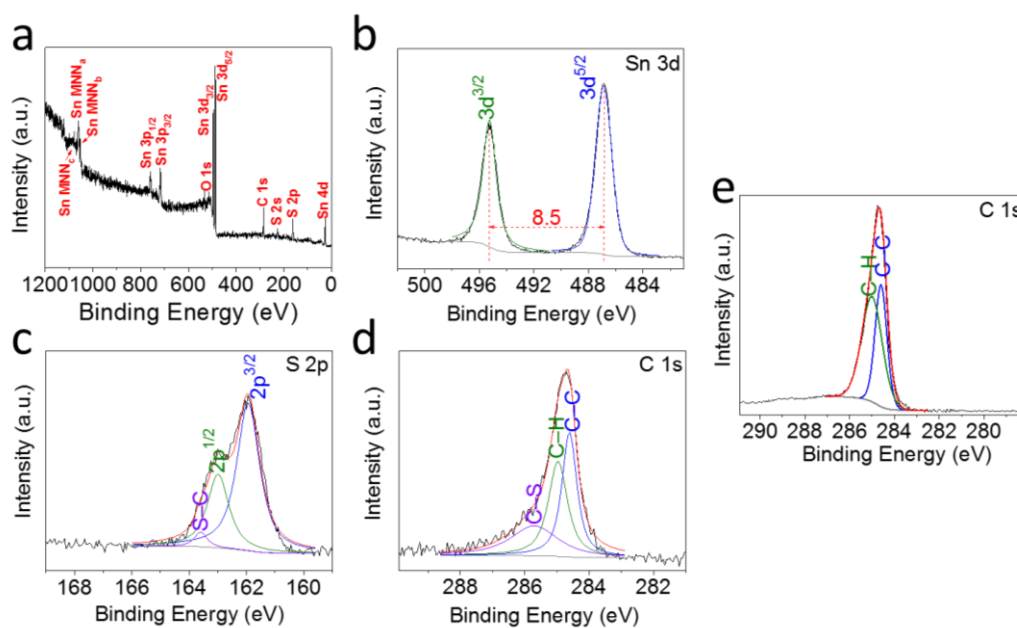 a
Intensity (a.u.)
Sn MNNc
Sn MNNa
Sn MNNb
Sn 3p1/2
Sn 3p3/2
O 1s
Sn 3d3/2
Sn 3d5/2
C 1s
S 2s
S 2p
Sn 4d
1200 1000 800 600 400 200 0
Binding Energy (eV)
b
Sn 3d
Intensity (a.u.)
3d3/2
3d5/2
8.5
500 496 492 488 484
Binding Energy (eV)
c
S 2p
Intensity (a.u.)
S–C
2p1/2
2p3/2
168 166 164 162 160
Binding Energy (eV)
d
C 1s
Intensity (a.u.)
C–S
C–H
C–C
288 286 284 282
Binding Energy (eV)
e
C 1s
Intensity (a.u.)
C–H
C–C
290 288 286 284 282 280
Binding Energy (eV)